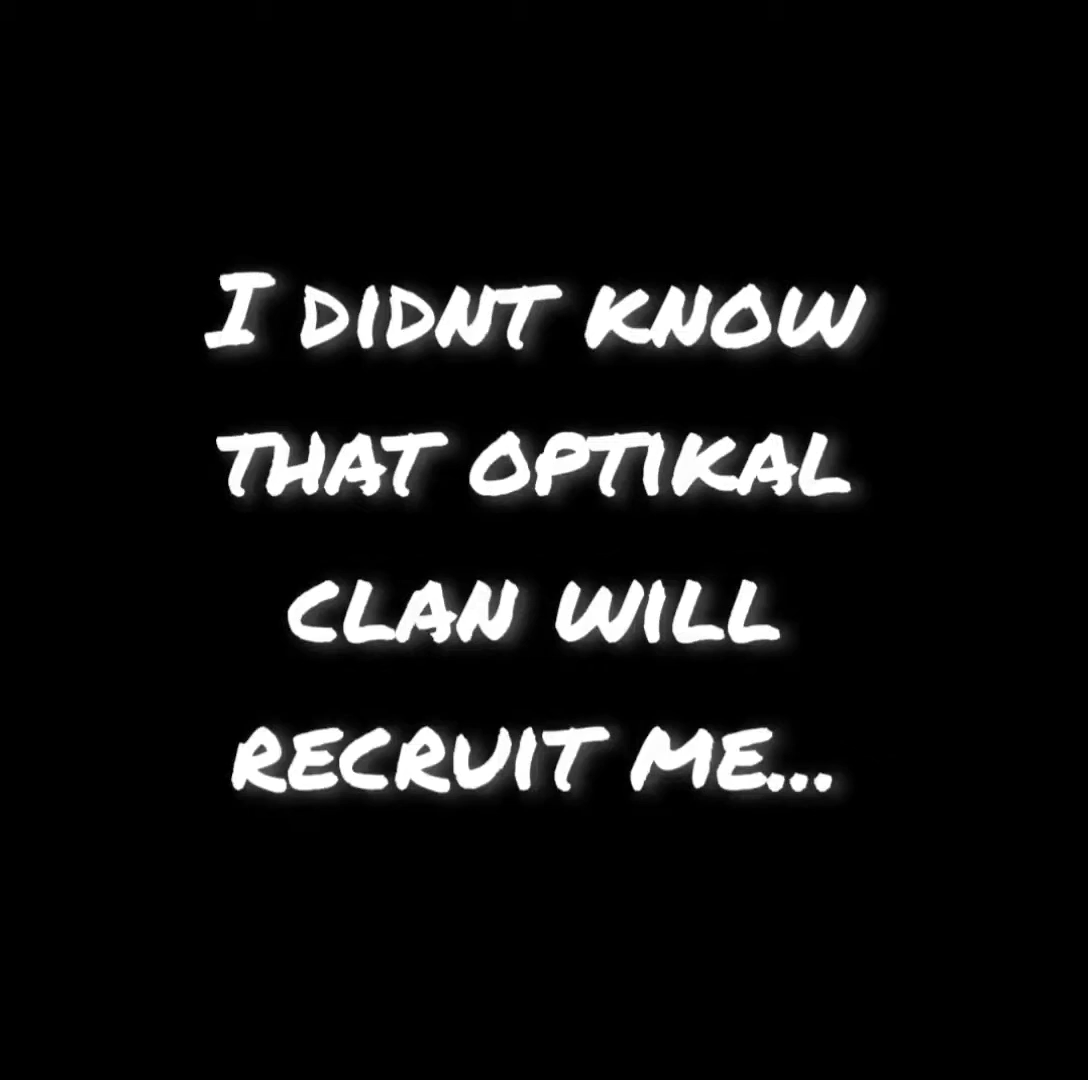 I DIDNT KNOW
THAT OPTIKAL
CLAN WILL
RECRUIT ME...